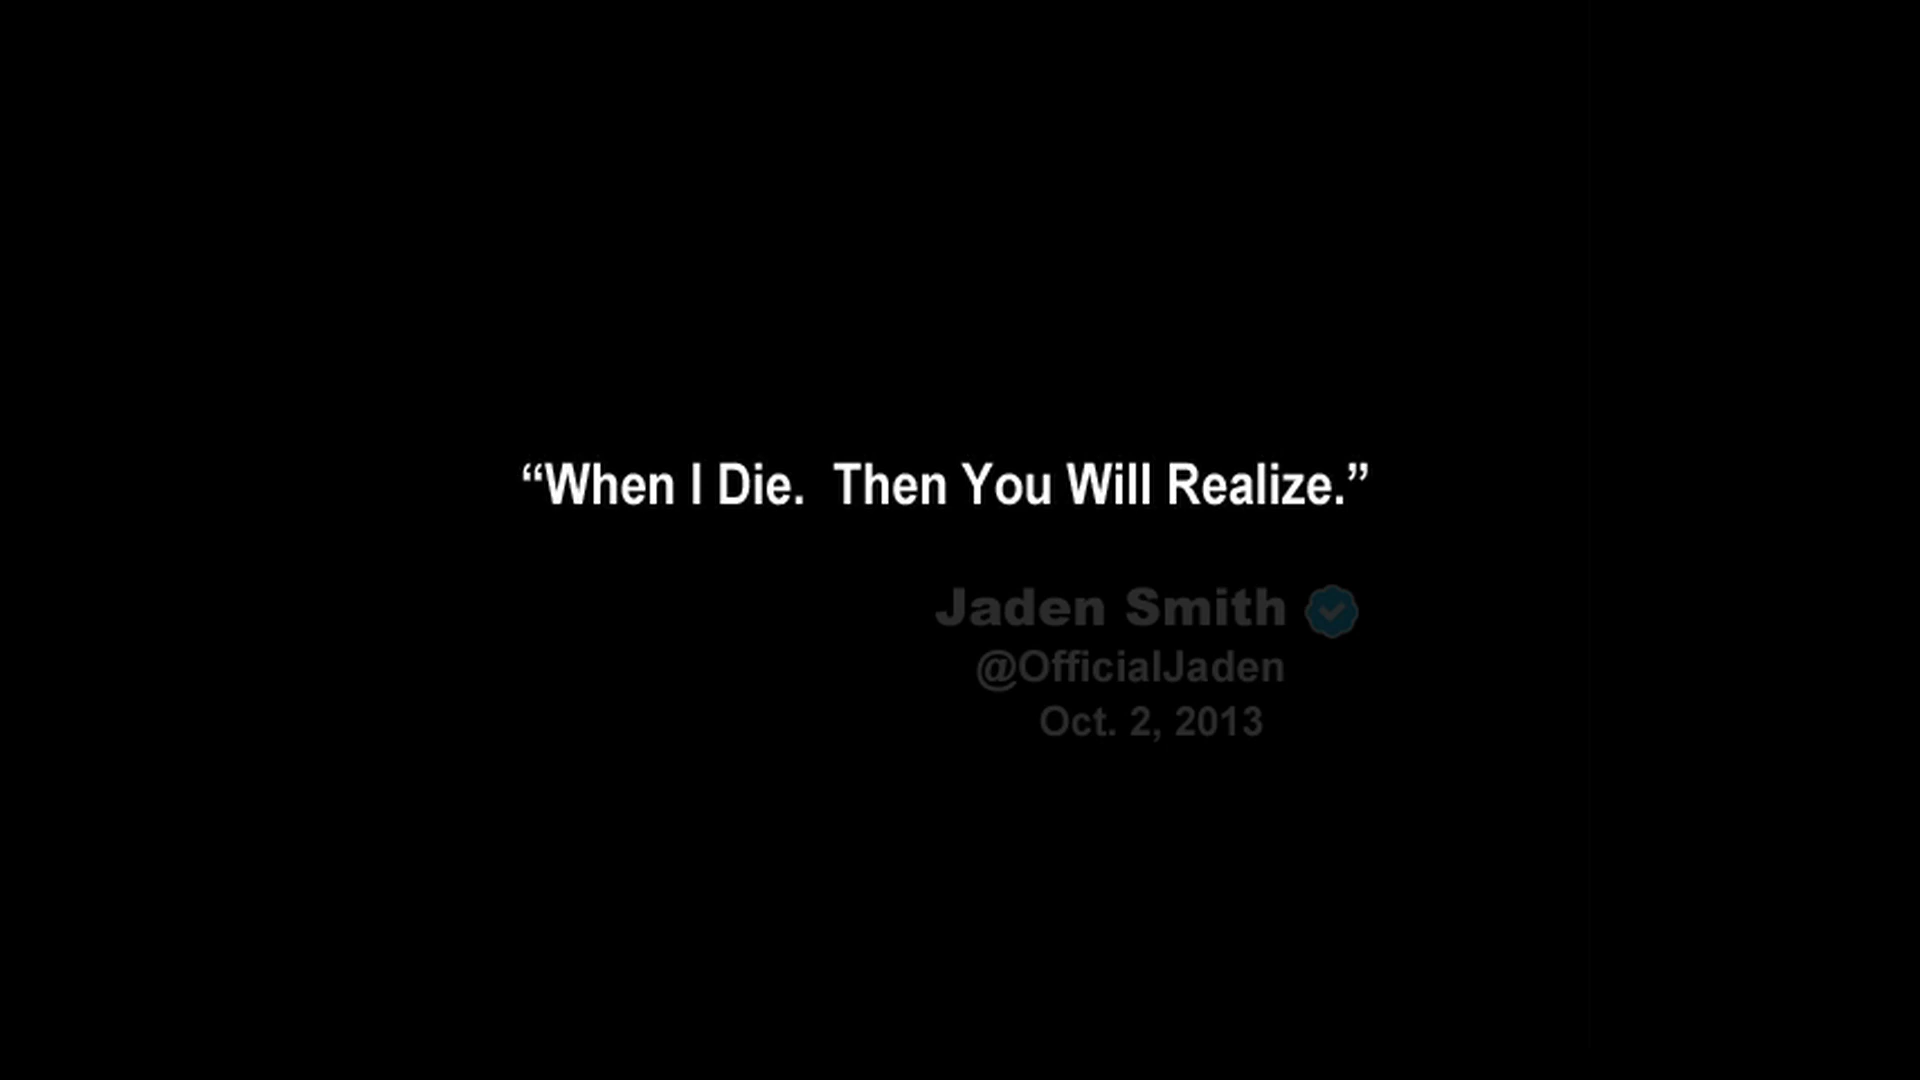 “When I Die.  Then You Will Realize.”
Jaden Smith
@OfficialJaden
Oct. 2, 2013